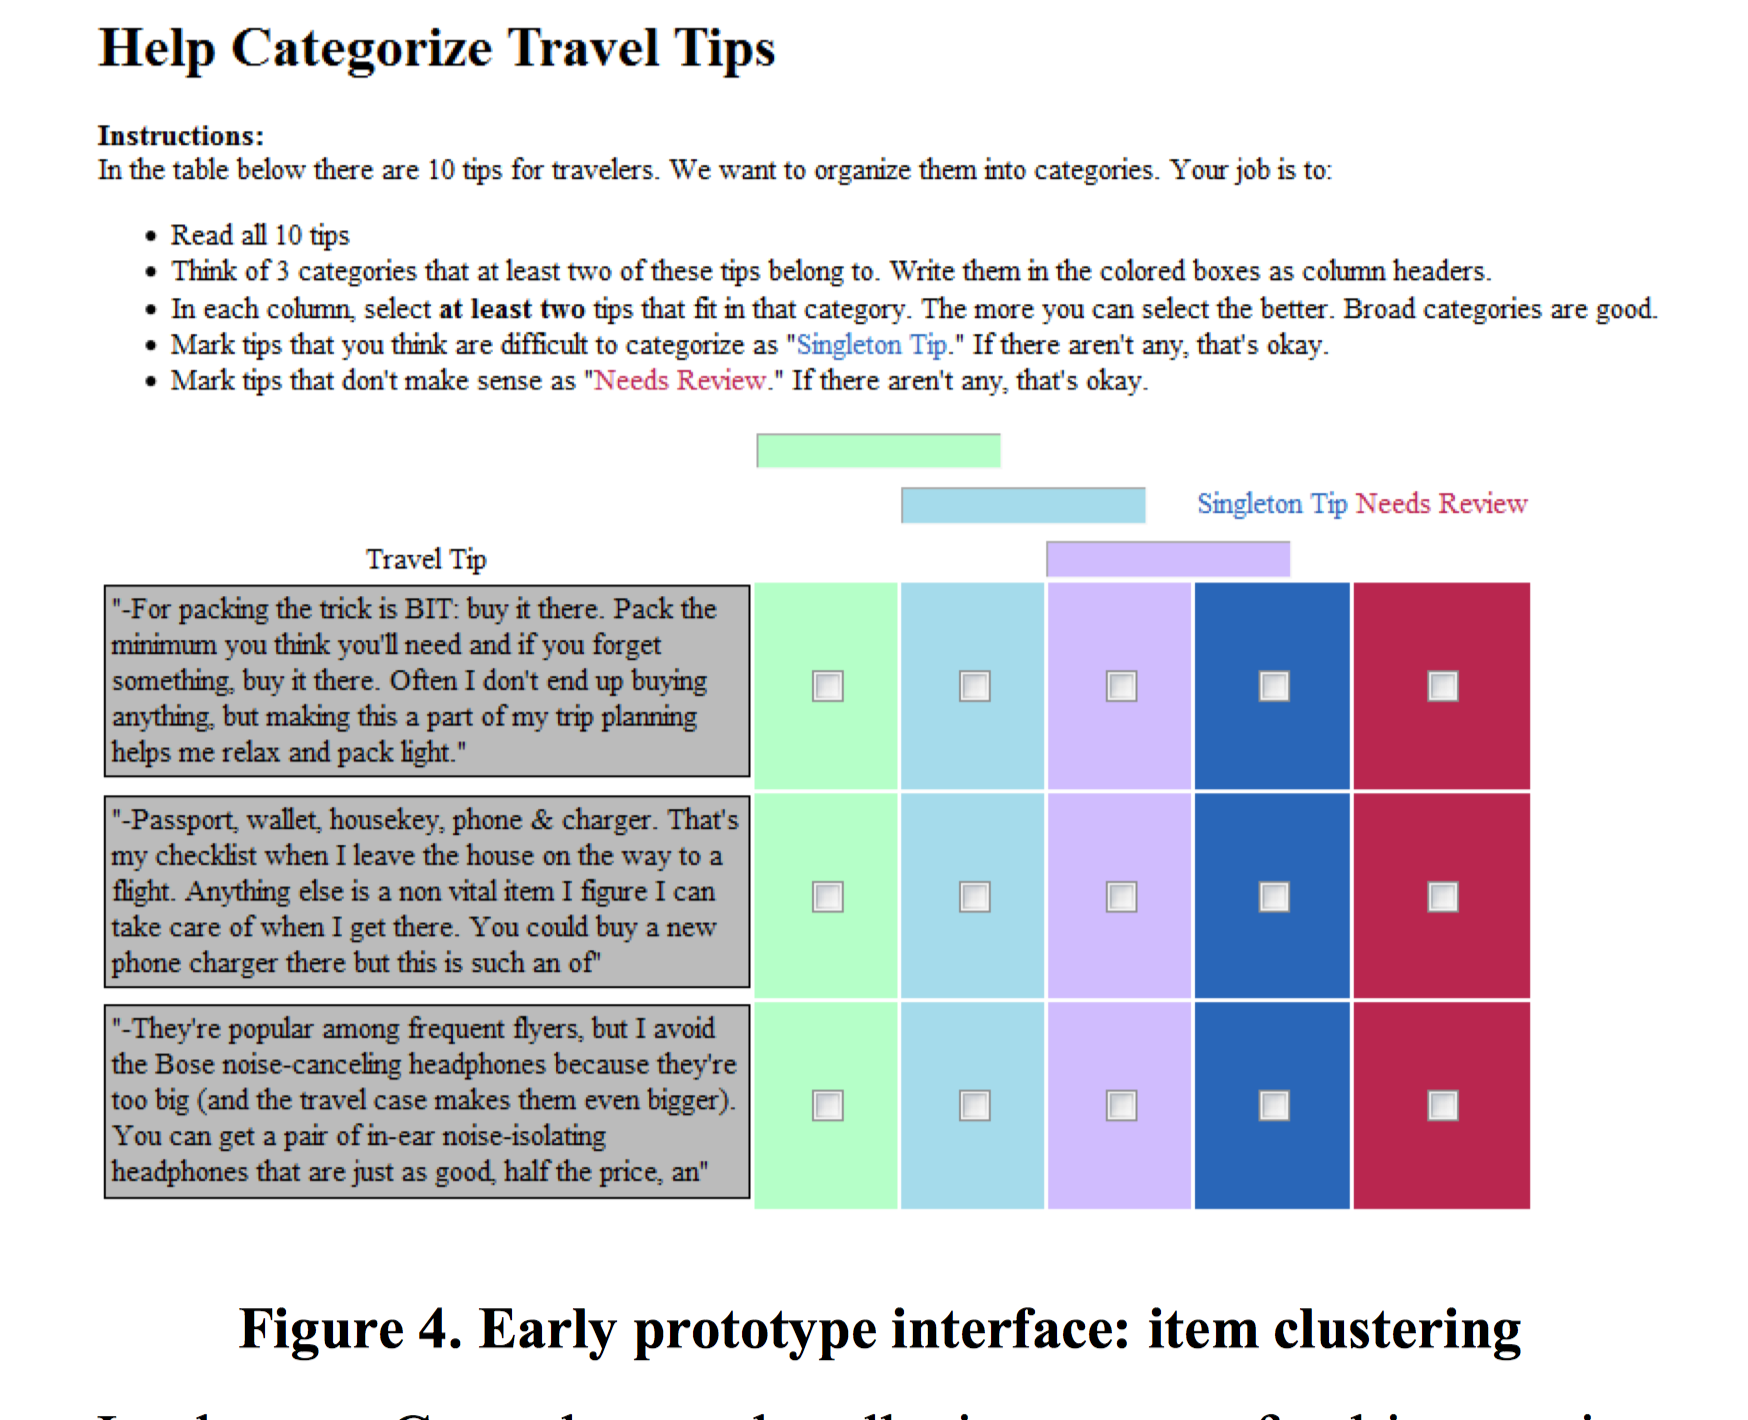 Help Categorize Travel Tips
Instructions:
In the table below there are 10 tips for travelers. We want to organize them into categories. Your job is to:
• Read all 10 tips
• Think of 3 categories that at least two of these tips belong to. Write them in the colored boxes as column headers.
• In each column, select at least two tips that fit in that category. The more you can select the better. Broad categories are good.
• Mark tips that you think are difficult to categorize as "Singleton Tip." If there aren't any, that's okay.
• Mark tips that don't make sense as "Needs Review." If there aren't any, that's okay.
Singleton Tip Needs Review
Travel Tip
"-For packing the trick is BIT: buy it there. Pack the
minimum you think you'll need and if you forget
something, buy it there. Often I don't end up buying
anything, but making this a part of my trip planning
helps me relax and pack light."
"-Passport, wallet, housekey, phone & charger. That's
my checklist when I leave the house on the way to a
flight. Anything else is a non vital item I figure I can
take care of when I get there. You could buy a new
phone charger there but this is such an of"
"-They're popular among frequent flyers, but I avoid
the Bose noise-canceling headphones because they're
too big (and the travel case makes them even bigger).
You can get a pair of in-ear noise-isolating
headphones that are just as good, half the price, an"
Figure 4. Early prototype interface: item clustering